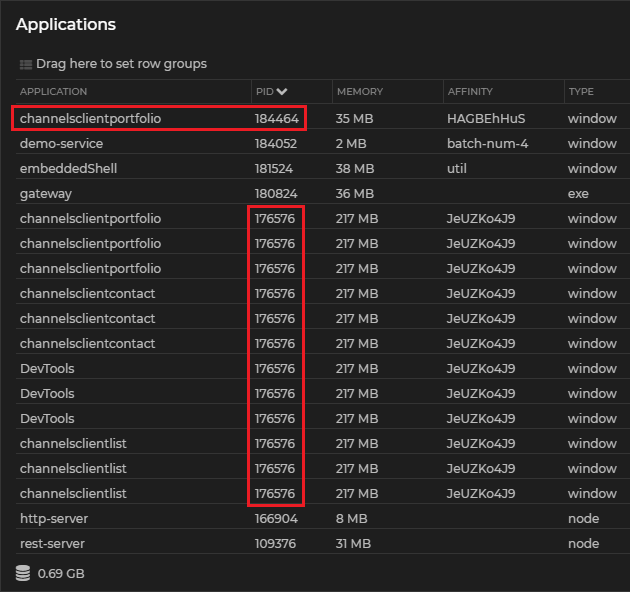 Applications
Drag here to set row groups
APPLICATION PID MEMORY AFFINITY TYPE
channelsclientportfolio 184464 35 MB HAGBEhHuS window
demo-service 184052 2 MB batch-num-4 window
embeddedShell 181524 38 MB util window
gateway 180824 36 MB exe
channelsclientportfolio 176576 217 MB JeUZKo4J9 window
channelsclientportfolio 176576 217 MB JeUZKo4J9 window
channelsclientportfolio 176576 217 MB JeUZKo4J9 window
channelsclientcontact 176576 217 MB JeUZKo4J9 window
channelsclientcontact 176576 217 MB JeUZKo4J9 window
channelsclientcontact 176576 217 MB JeUZKo4J9 window
DevTools 176576 217 MB JeUZKo4J9 window
DevTools 176576 217 MB JeUZKo4J9 window
DevTools 176576 217 MB JeUZKo4J9 window
channelsclientlist 176576 217 MB JeUZKo4J9 window
channelsclientlist 176576 217 MB JeUZKo4J9 window
channelsclientlist 176576 217 MB JeUZKo4J9 window
http-server 166904 8 MB node
rest-server 109376 31 MB node
0.69 GB